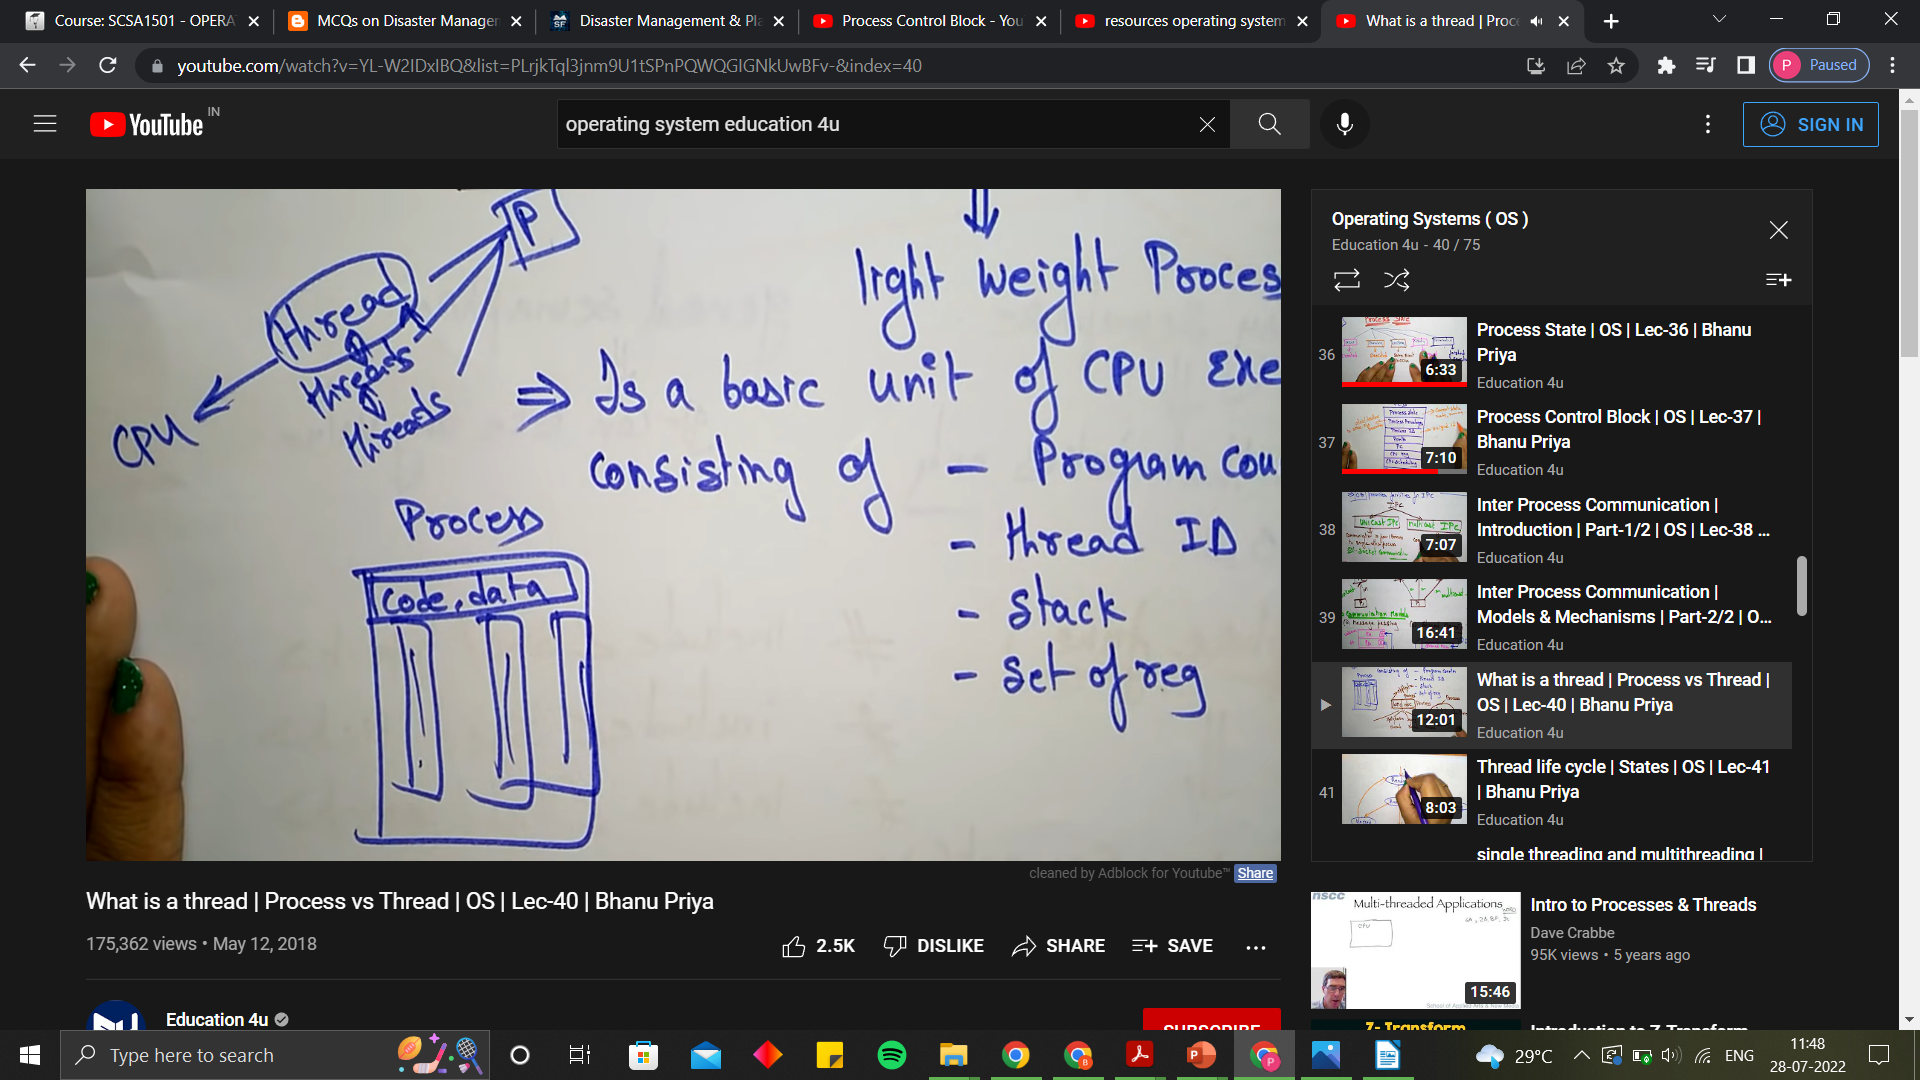 Course: SCSA1501 - OPERA
MCQs on Disaster Managem
Disaster Management & Pla
Process Control Block - You
resources operating system
What is a thread | Proce
youtube.com/watch?v=YL-W2IDxIBQ&list=PLrjkTql3jnm9U1tSPnPQWQGIGNkUwBFv-&index=40
P Paused
YouTube IN
operating system education 4u
SIGN IN
P
thread
threads
threads
CPU
light weight Process
⇒ Is a basic unit of CPU Exe
consisting of - Program Cou
- thread ID
- Stack
- Set of reg
Process
Code, data
cleaned by Adblock for Youtube™ Share
What is a thread | Process vs Thread | OS | Lec-40 | Bhanu Priya
175,362 views • May 12, 2018
2.5K
DISLIKE
SHARE
SAVE
Education 4u
SUBSCRIBE
Operating Systems ( OS )
Education 4u - 40 / 75
36
6:33
Process State | OS | Lec-36 | Bhanu
Priya
Education 4u
37
7:10
Process Control Block | OS | Lec-37 |
Bhanu Priya
Education 4u
38
7:07
Inter Process Communication |
Introduction | Part-1/2 | OS | Lec-38 ...
Education 4u
39
16:41
Inter Process Communication |
Models & Mechanisms | Part-2/2 | O...
Education 4u
12:01
What is a thread | Process vs Thread |
OS | Lec-40 | Bhanu Priya
Education 4u
41
8:03
Thread life cycle | States | OS | Lec-41
| Bhanu Priya
Education 4u
single threading and multithreading |
nscc
Multi-threaded Applications
15:46
Intro to Processes & Threads
Dave Crabbe
95K views • 5 years ago
Z- Transform
Introduction to Z-Transform
Type here to search
29°C
ENG
11:48
28-07-2022